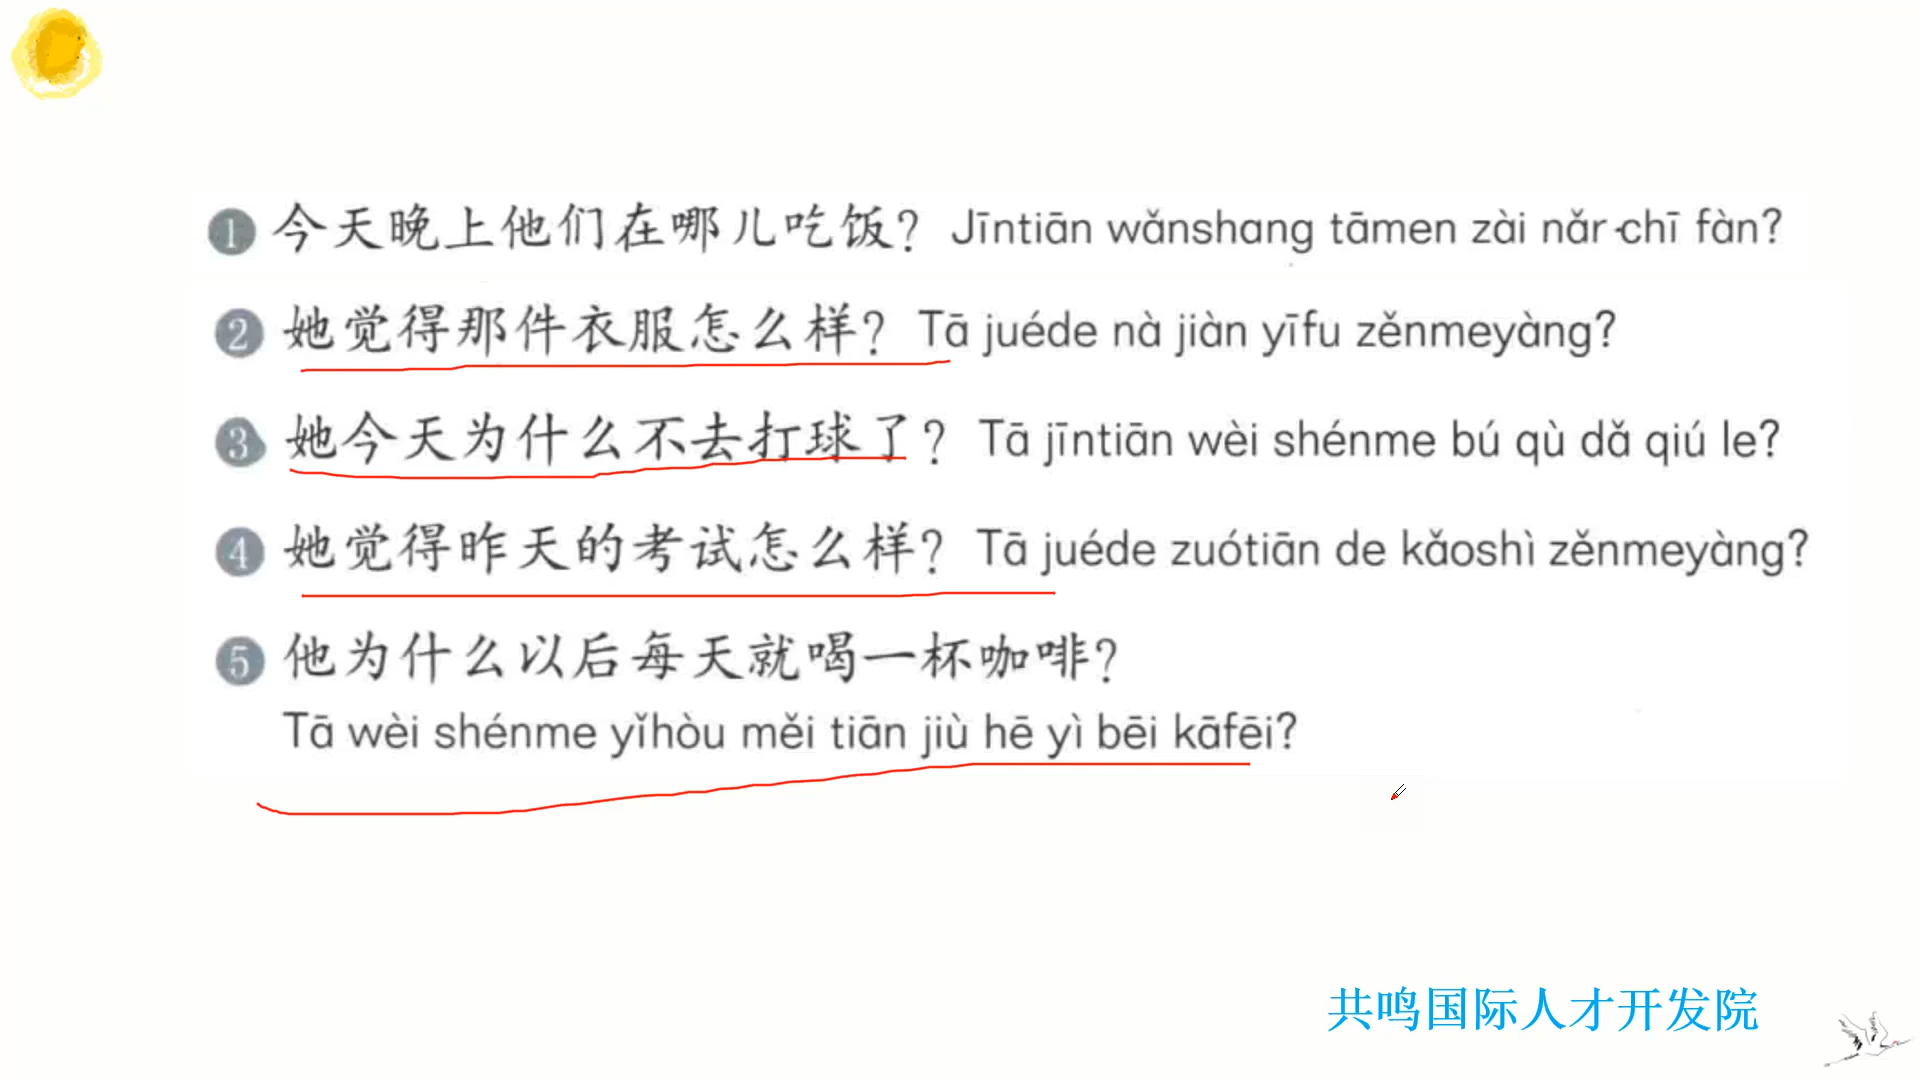 1 今天晚上他们在哪儿吃饭？ Jīntiān wǎnshang tāmen zài nǎr chī fàn?
2 她觉得那件衣服怎么样？ Tā juéde nà jiàn yīfu zěnmeyàng?
3 她今天为什么不去打球了？ Tā jīntiān wèi shénme bú qù dǎ qiú le?
4 她觉得昨天的考试怎么样？ Tā juéde zuótiān de kǎoshì zěnmeyàng?
5 他为什么以后每天就喝一杯咖啡？
Tā wèi shénme yǐhòu měi tiān jiù hē yì bēi kāfēi?
共鸣国际人才开发院